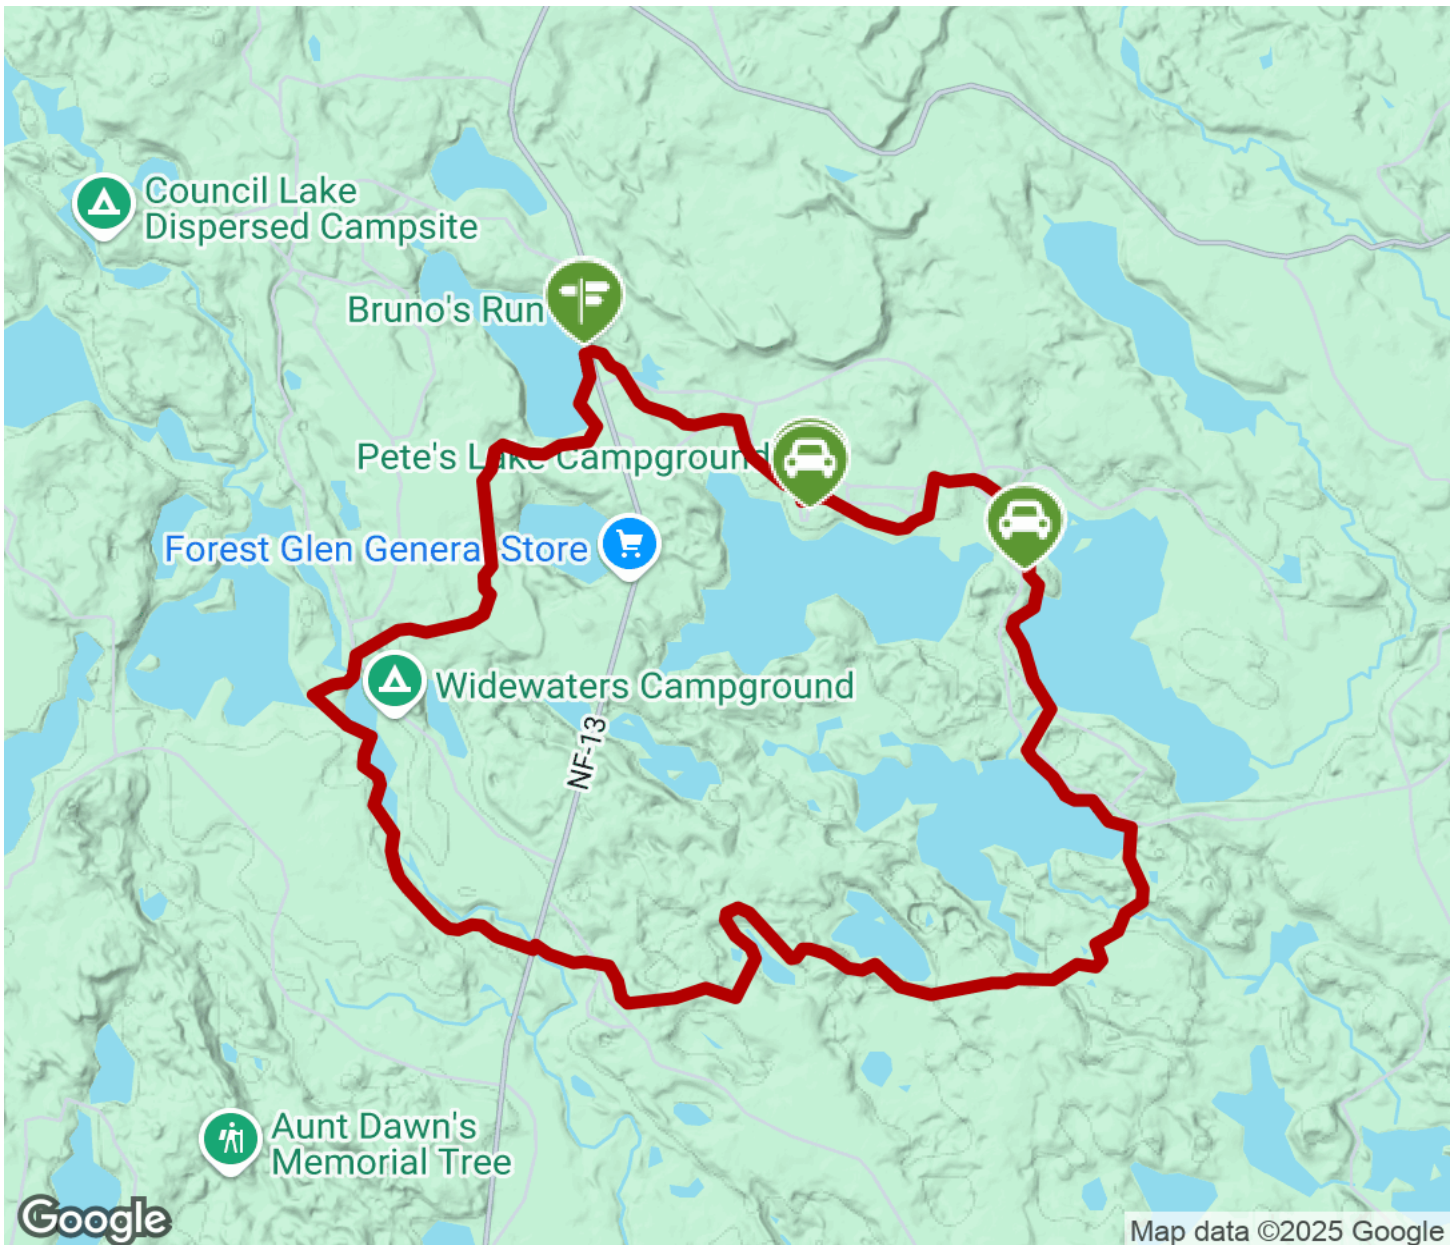 Council Lake
Dispersed Campsite
Bruno's Run
Pete's Lake Campground
Forest Glen General Store
Widewaters Campground
NF-13
Aunt Dawn's
Memorial Tree
Google
Map data ©2025 Google